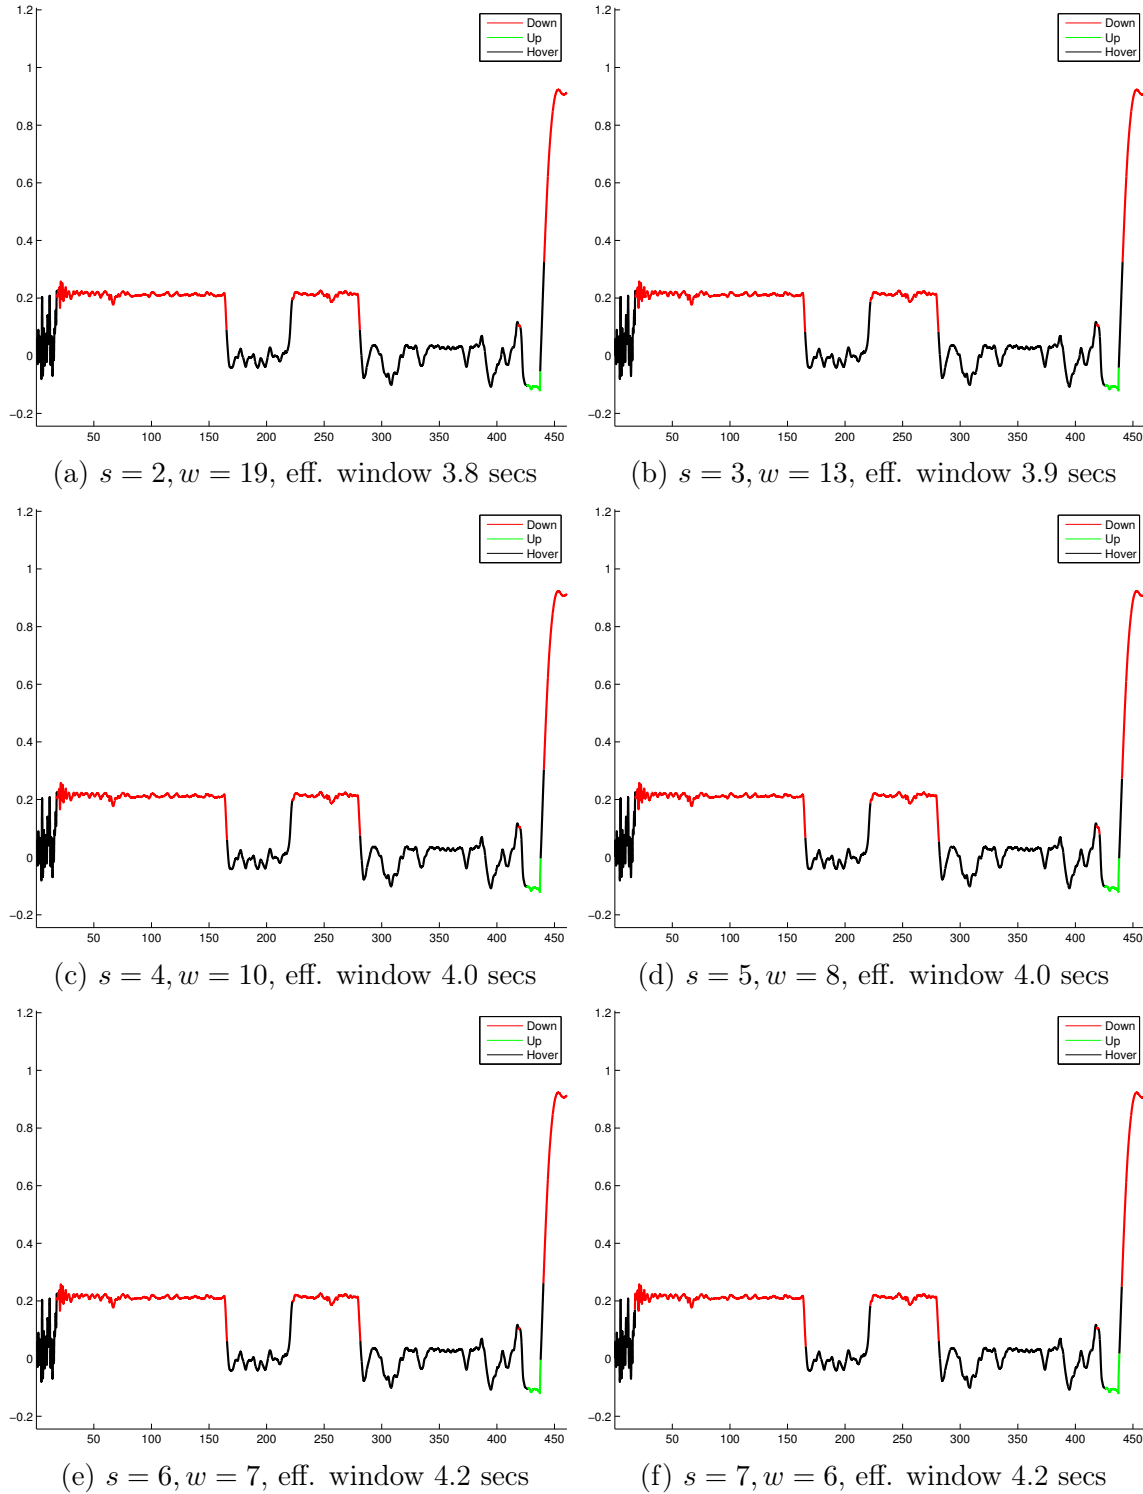 1.2
1
0.8
0.6
0.4
0.2
0
−0.2
50 100 150 200 250 300 350 400 450
Down
Up
Hover
(a) s = 2, w = 19, eff. window 3.8 secs
1.2
1
0.8
0.6
0.4
0.2
0
−0.2
50 100 150 200 250 300 350 400 450
Down
Up
Hover
(b) s = 3, w = 13, eff. window 3.9 secs
1.2
1
0.8
0.6
0.4
0.2
0
−0.2
50 100 150 200 250 300 350 400 450
Down
Up
Hover
(c) s = 4, w = 10, eff. window 4.0 secs
1.2
1
0.8
0.6
0.4
0.2
0
−0.2
50 100 150 200 250 300 350 400 450
Down
Up
Hover
(d) s = 5, w = 8, eff. window 4.0 secs
1.2
1
0.8
0.6
0.4
0.2
0
−0.2
50 100 150 200 250 300 350 400 450
Down
Up
Hover
(e) s = 6, w = 7, eff. window 4.2 secs
1.2
1
0.8
0.6
0.4
0.2
0
−0.2
50 100 150 200 250 300 350 400 450
Down
Up
Hover
(f) s = 7, w = 6, eff. window 4.2 secs